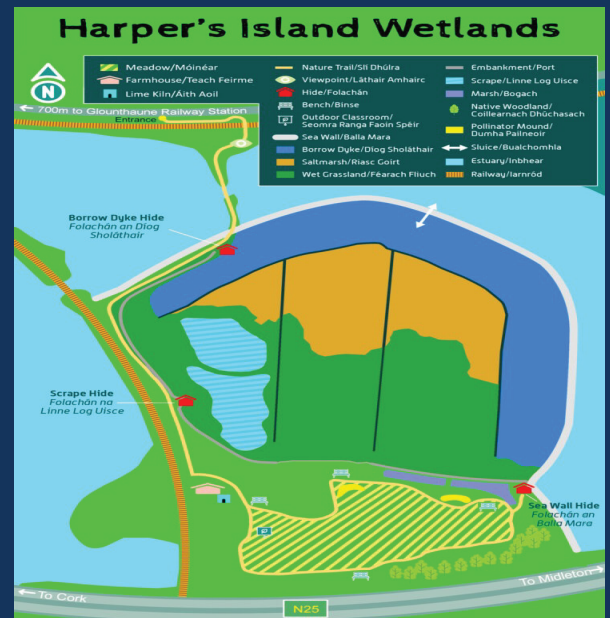 Harper's Island Wetlands
Meadow/Móinéar
Farmhouse/Teach Feirme
Lime Kiln/Áith Aoil
Nature Trail/Slí Dhúlra
Viewpoint/Láthair Amhairc
Hide/Folachán
Bench/Binse
Outdoor Classroom/
Seomra Ranga Faoin Spéir
Sea Wall/Balla Mara
Borrow Dyke/Díog Sholáthair
Saltmarsh/Riasc Goirt
Wet Grassland/Féarach Fliuch
Embankment/Port
Scrape/Linne Log Uisce
Marsh/Bogach
Native Woodland/
Coillearnach Dhúchasach
Pollinator Mound/
Dumha Pailneoir
Sluice/Bualchomhla
Estuary/Inbhear
Railway/Iarnród
N
700m to Glounthaune Railway Station
Entrance
Borrow Dyke Hide
Folachán an Díog
Sholáthair
Scrape Hide
Folachán na
Linne Log Uisce
Sea Wall Hide
Folachán an
Balla Mara
To Cork
N25
To Midleton